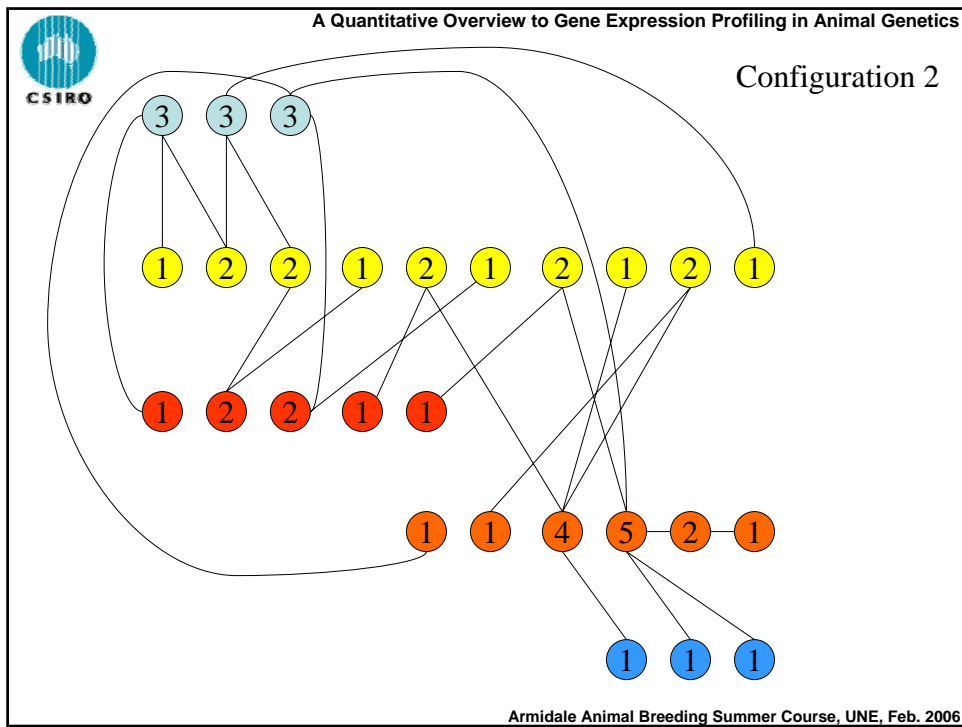 A Quantitative Overview to Gene Expression Profiling in Animal Genetics
CSIRO
Configuration 2
3 3 3
1 2 2 1 2 1 2 1 2 1
1 2 2 1 1
1 1 4 5 2 1
1 1 1
Armidale Animal Breeding Summer Course, UNE, Feb. 2006